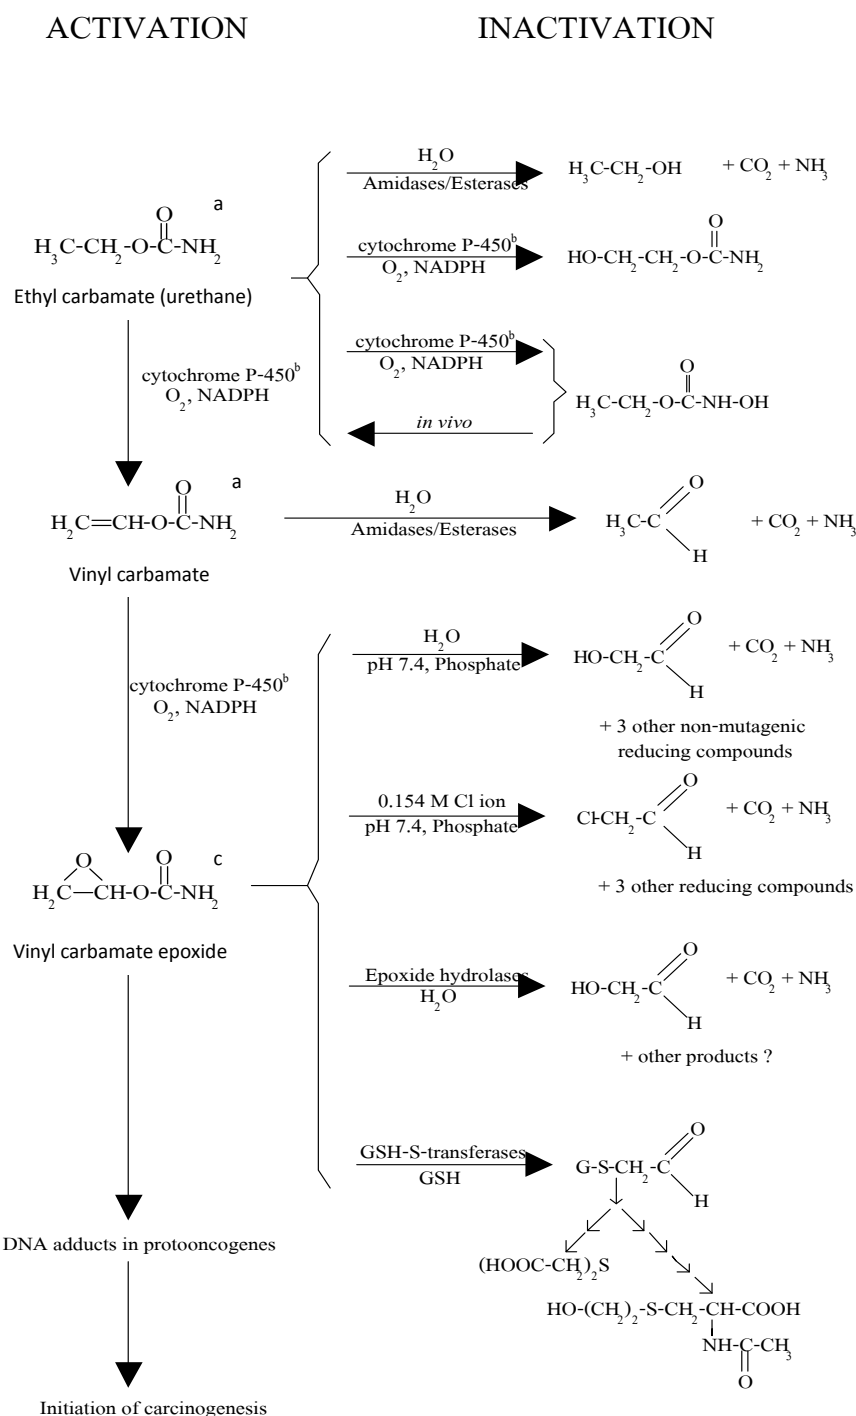 ACTIVATION
INACTIVATION
H₂O
Amidases/Esterases
H₃C-CH₂-OH + CO₂ + NH₃
O
H₃C-CH₂-O-C-NH₂
a
Ethyl carbamate (urethane)
cytochrome P-450ᵇ
O₂, NADPH
O
HO-CH₂-CH₂-O-C-NH₂
cytochrome P-450ᵇ
O₂, NADPH
cytochrome P-450ᵇ
O₂, NADPH
in vivo
O
H₃C-CH₂-O-C-NH-OH
O
H₂C=CH-O-C-NH₂
a
Vinyl carbamate
H₂O
Amidases/Esterases
O
H₃C-C + CO₂ + NH₃
H
cytochrome P-450ᵇ
O₂, NADPH
H₂O
pH 7.4, Phosphate
O
HO-CH₂-C + CO₂ + NH₃
H
+ 3 other non-mutagenic
reducing compounds
0.154 M Cl ion
pH 7.4, Phosphate
O
Cl-CH₂-C + CO₂ + NH₃
H
+ 3 other reducing compounds
O O
H₂C-CH-O-C-NH₂
c
Vinyl carbamate epoxide
Epoxide hydrolases
H₂O
O
HO-CH₂-C + CO₂ + NH₃
H
+ other products ?
GSH-S-transferases
GSH
O
G-S-CH₂-C
H
DNA adducts in protooncogenes
(HOOC-CH₂)₂S
HO-(CH₂)₂-S-CH₂-CH-COOH
NH-C-CH₃
O
Initiation of carcinogenesis